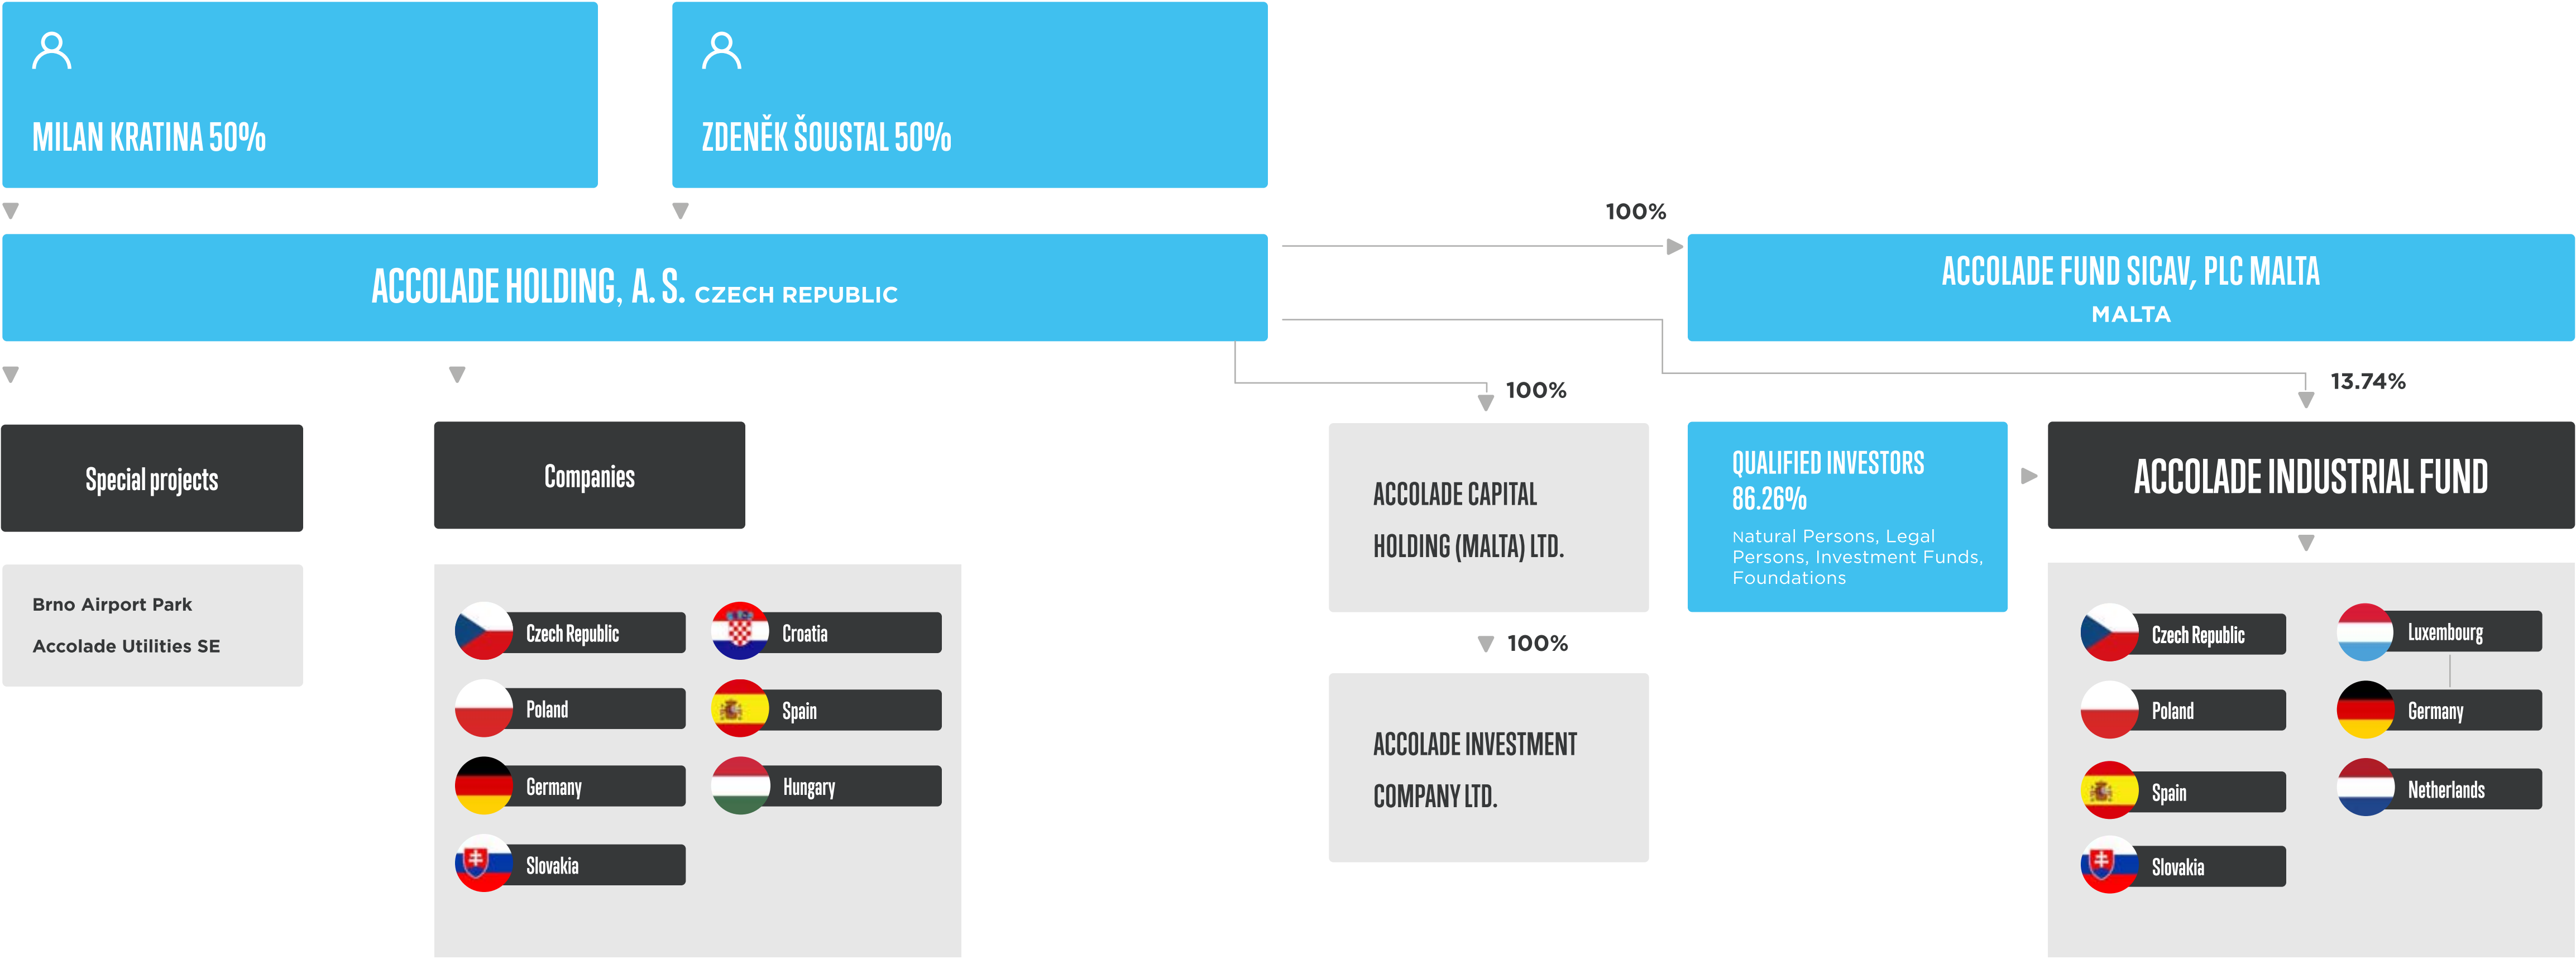 MILAN KRATINA 50%
ZDENĚK ŠOUSTAL 50%
100%
ACCOLADE HOLDING, A. S. CZECH REPUBLIC
ACCOLADE FUND SICAV, PLC MALTA
MALTA
100%
13.74%
Special projects
Companies
ACCOLADE CAPITAL
HOLDING (MALTA) LTD.
QUALIFIED INVESTORS
86.26%
Natural Persons, Legal
Persons, Investment Funds,
Foundations
ACCOLADE INDUSTRIAL FUND
Brno Airport Park
Accolade Utilities SE
Czech Republic
Croatia
Poland
Spain
Germany
Hungary
Slovakia
100%
ACCOLADE INVESTMENT
COMPANY LTD.
Czech Republic
Luxembourg
Poland
Germany
Spain
Netherlands
Slovakia